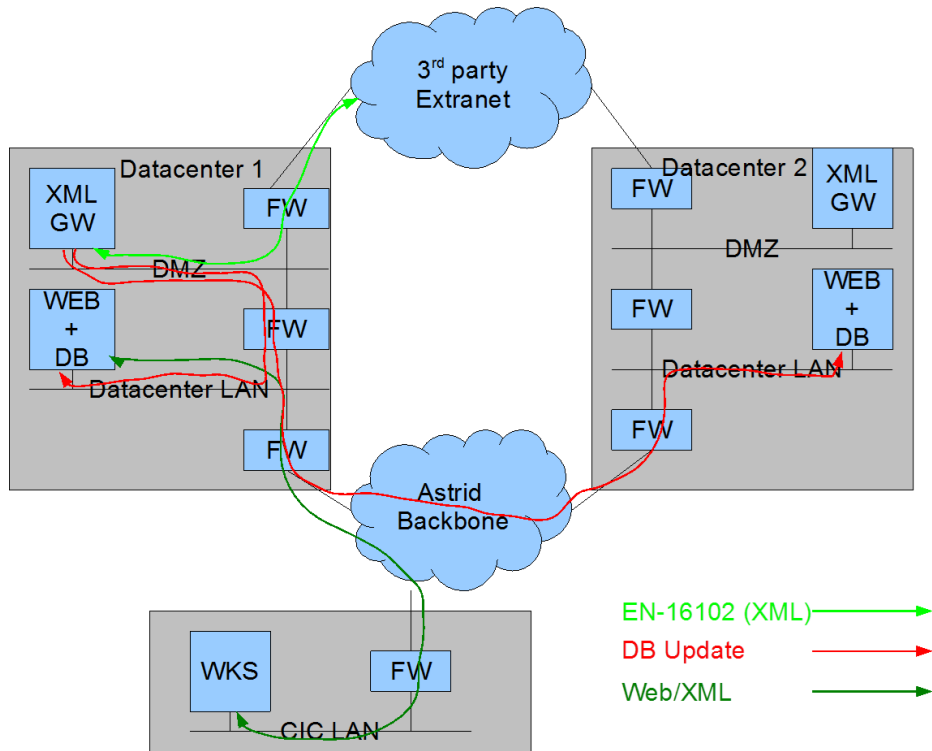 3rd party
Extranet
Datacenter 1
XML
GW
FW
DMZ
WEB
+
DB
FW
Datacenter LAN
FW
Datacenter 2
FW
XML
GW
DMZ
WEB
+
DB
FW
Datacenter LAN
FW
Astrid
Backbone
WKS
FW
CIC LAN
EN-16102 (XML)
DB Update
Web/XML